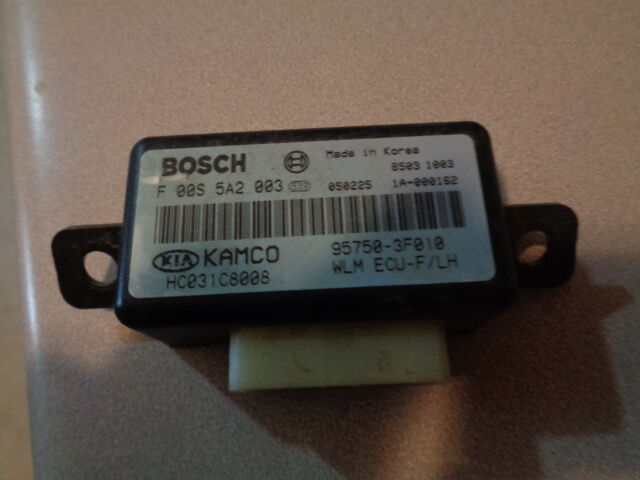 BOSCH Made in Korea 8503 1003
F 00S 5A2 003 050225 1A-000162
KIA KAMCO 95750-3F010
HC031C8008 WLM ECU-F/LH